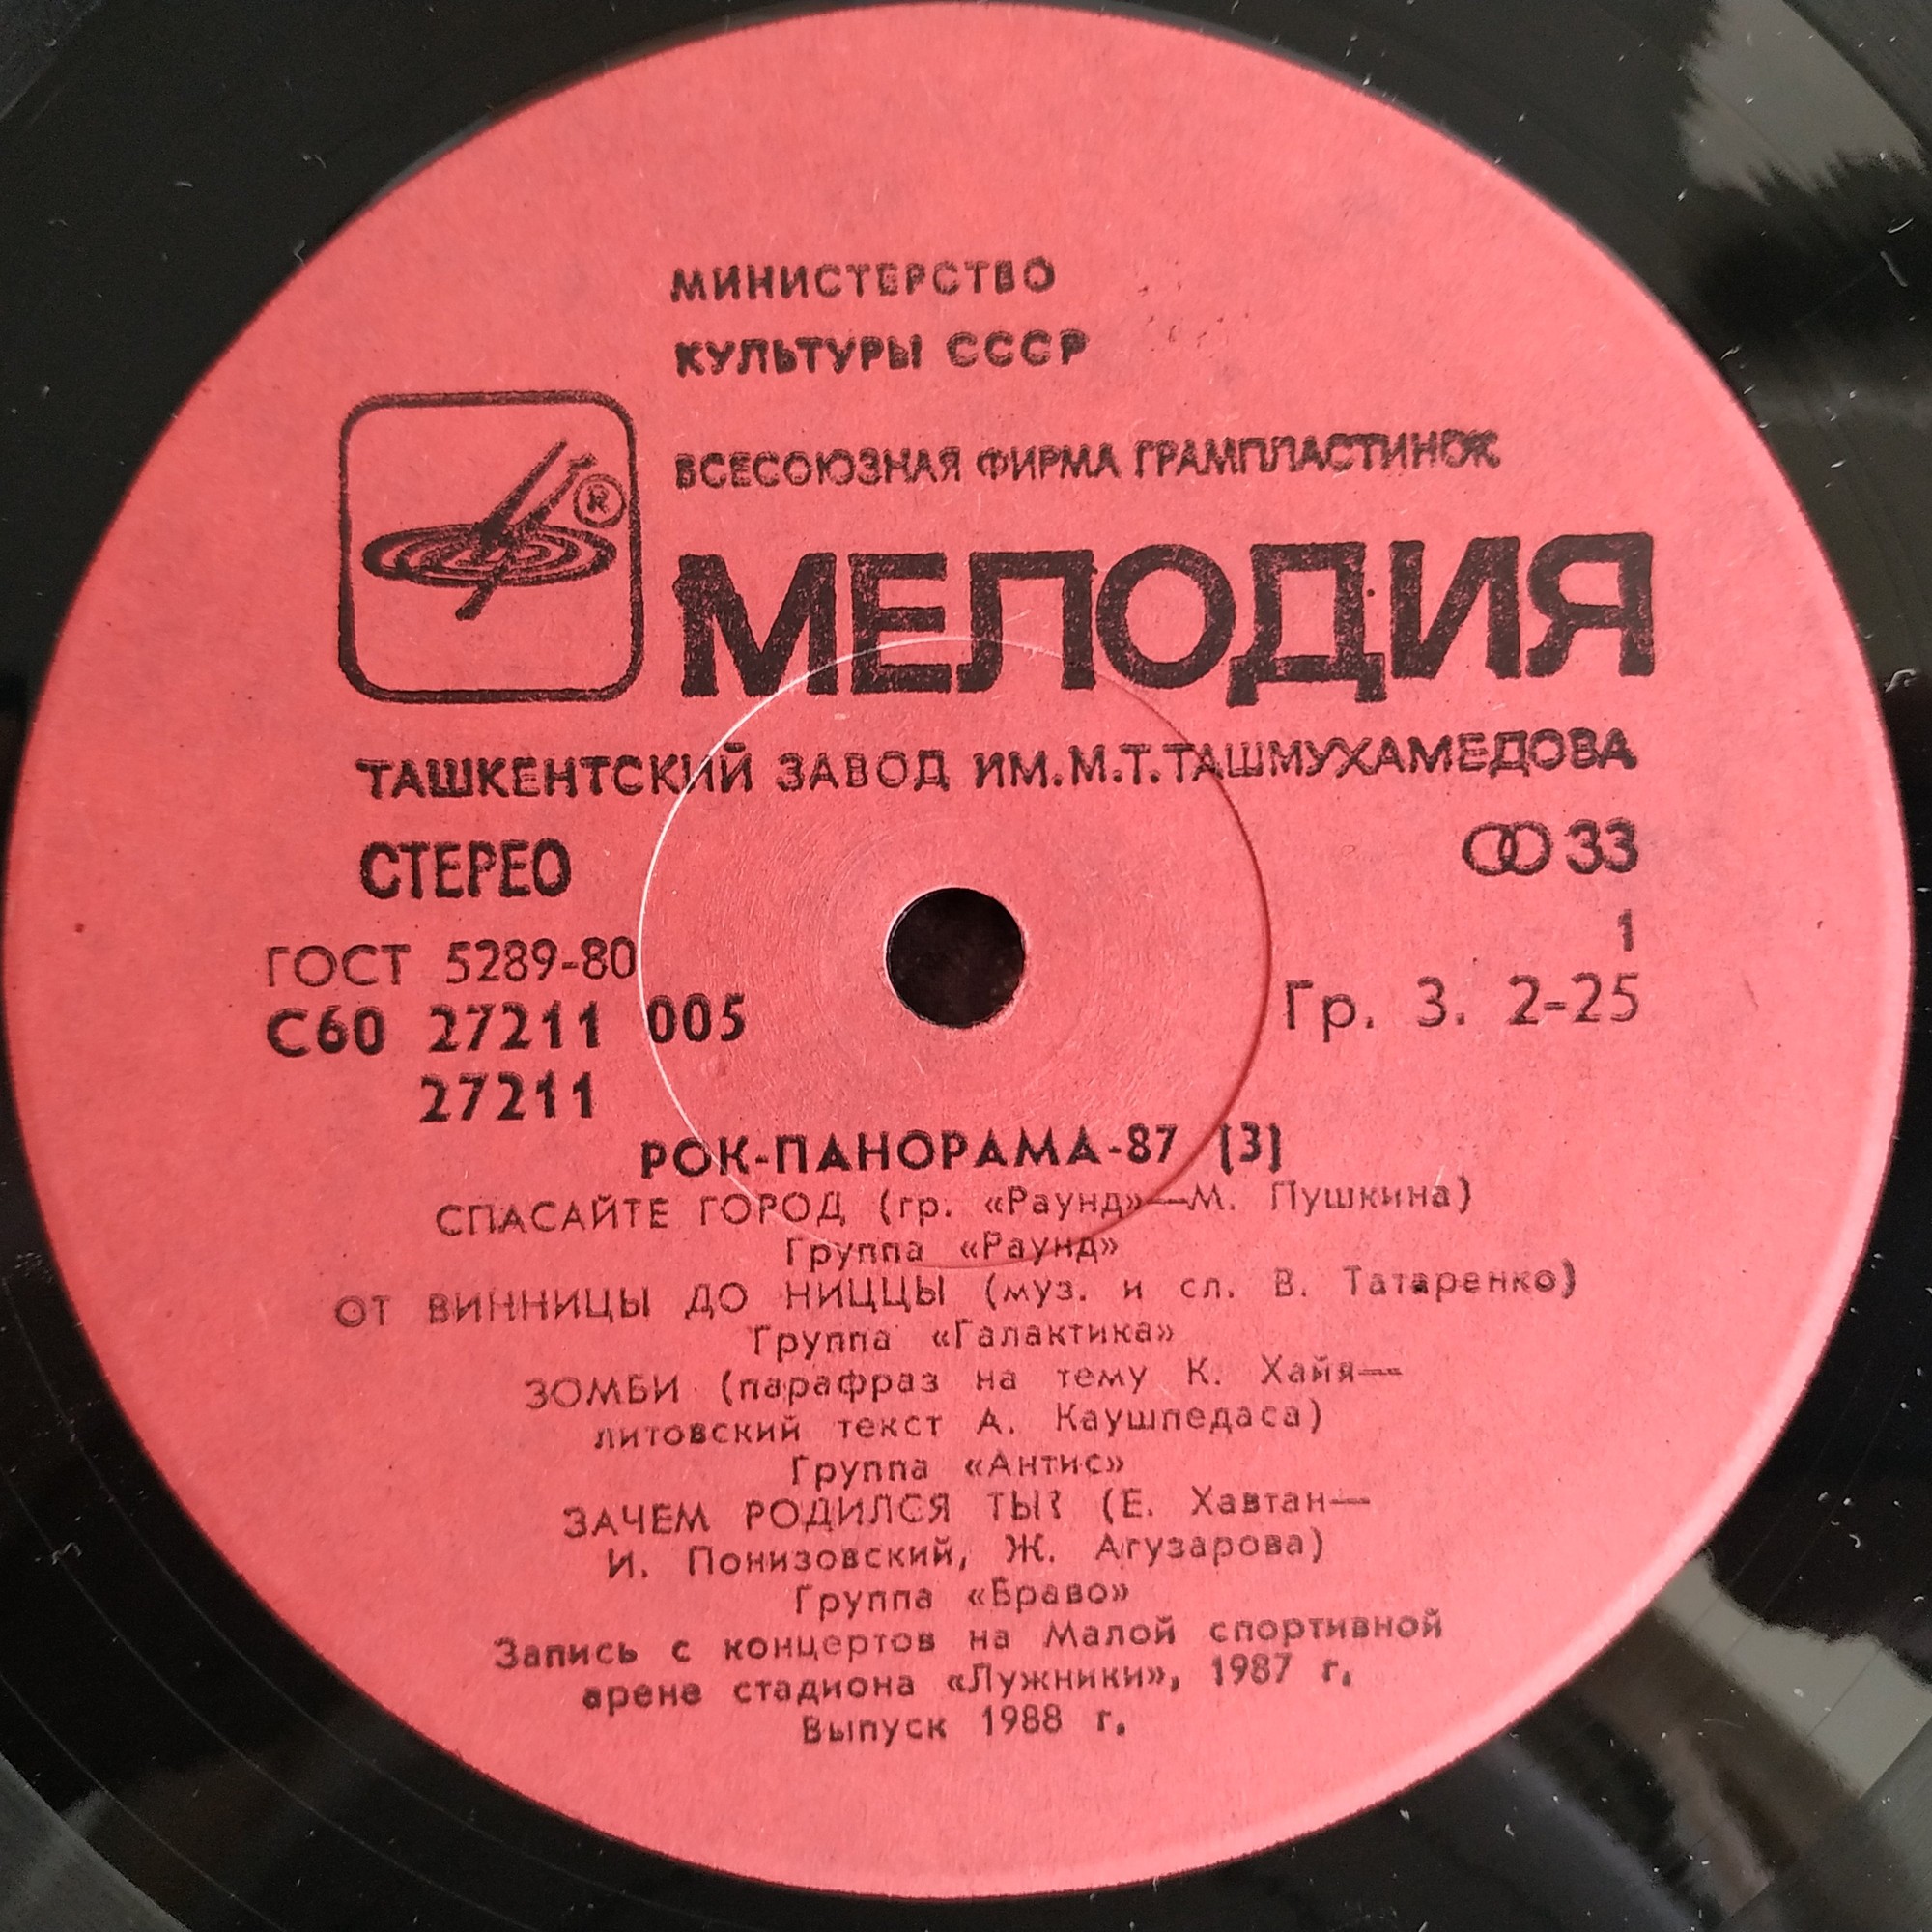 МИНИСТЕРСТВО
КУЛЬТУРЫ СССР
ВСЕСОЮЗНАЯ ФИРМА ГРАМПЛАСТИНОК
®
МЕЛОДИЯ
ТАШКЕНТСКИЙ ЗАВОД ИМ.М.Т.ТАШМУХАМЕДОВА
СТЕРЕО 33
1
ГОСТ 5289-80
С60 27211 005 Гр. 3. 2-25
27211
РОК-ПАНОРАМА-87 [3]
СПАСАЙТЕ ГОРОД (гр. «Раунд»—М. Пушкина)
Группа «Раунд»
ОТ ВИННИЦЫ ДО НИЦЦЫ (муз. и сл. В. Татаренко)
Группа «Галактика»
ЗОМБИ (парафраз на тему К. Хайя—
литовский текст А. Каушпедаса)
Группа «Антис»
ЗАЧЕМ РОДИЛСЯ ТЫ? (Е. Хавтан—
И. Понизовский, Ж. Агузарова)
Группа «Браво»
Запись с концертов на Малой спортивной
арене стадиона «Лужники», 1987 г.
Выпуск 1988 г.